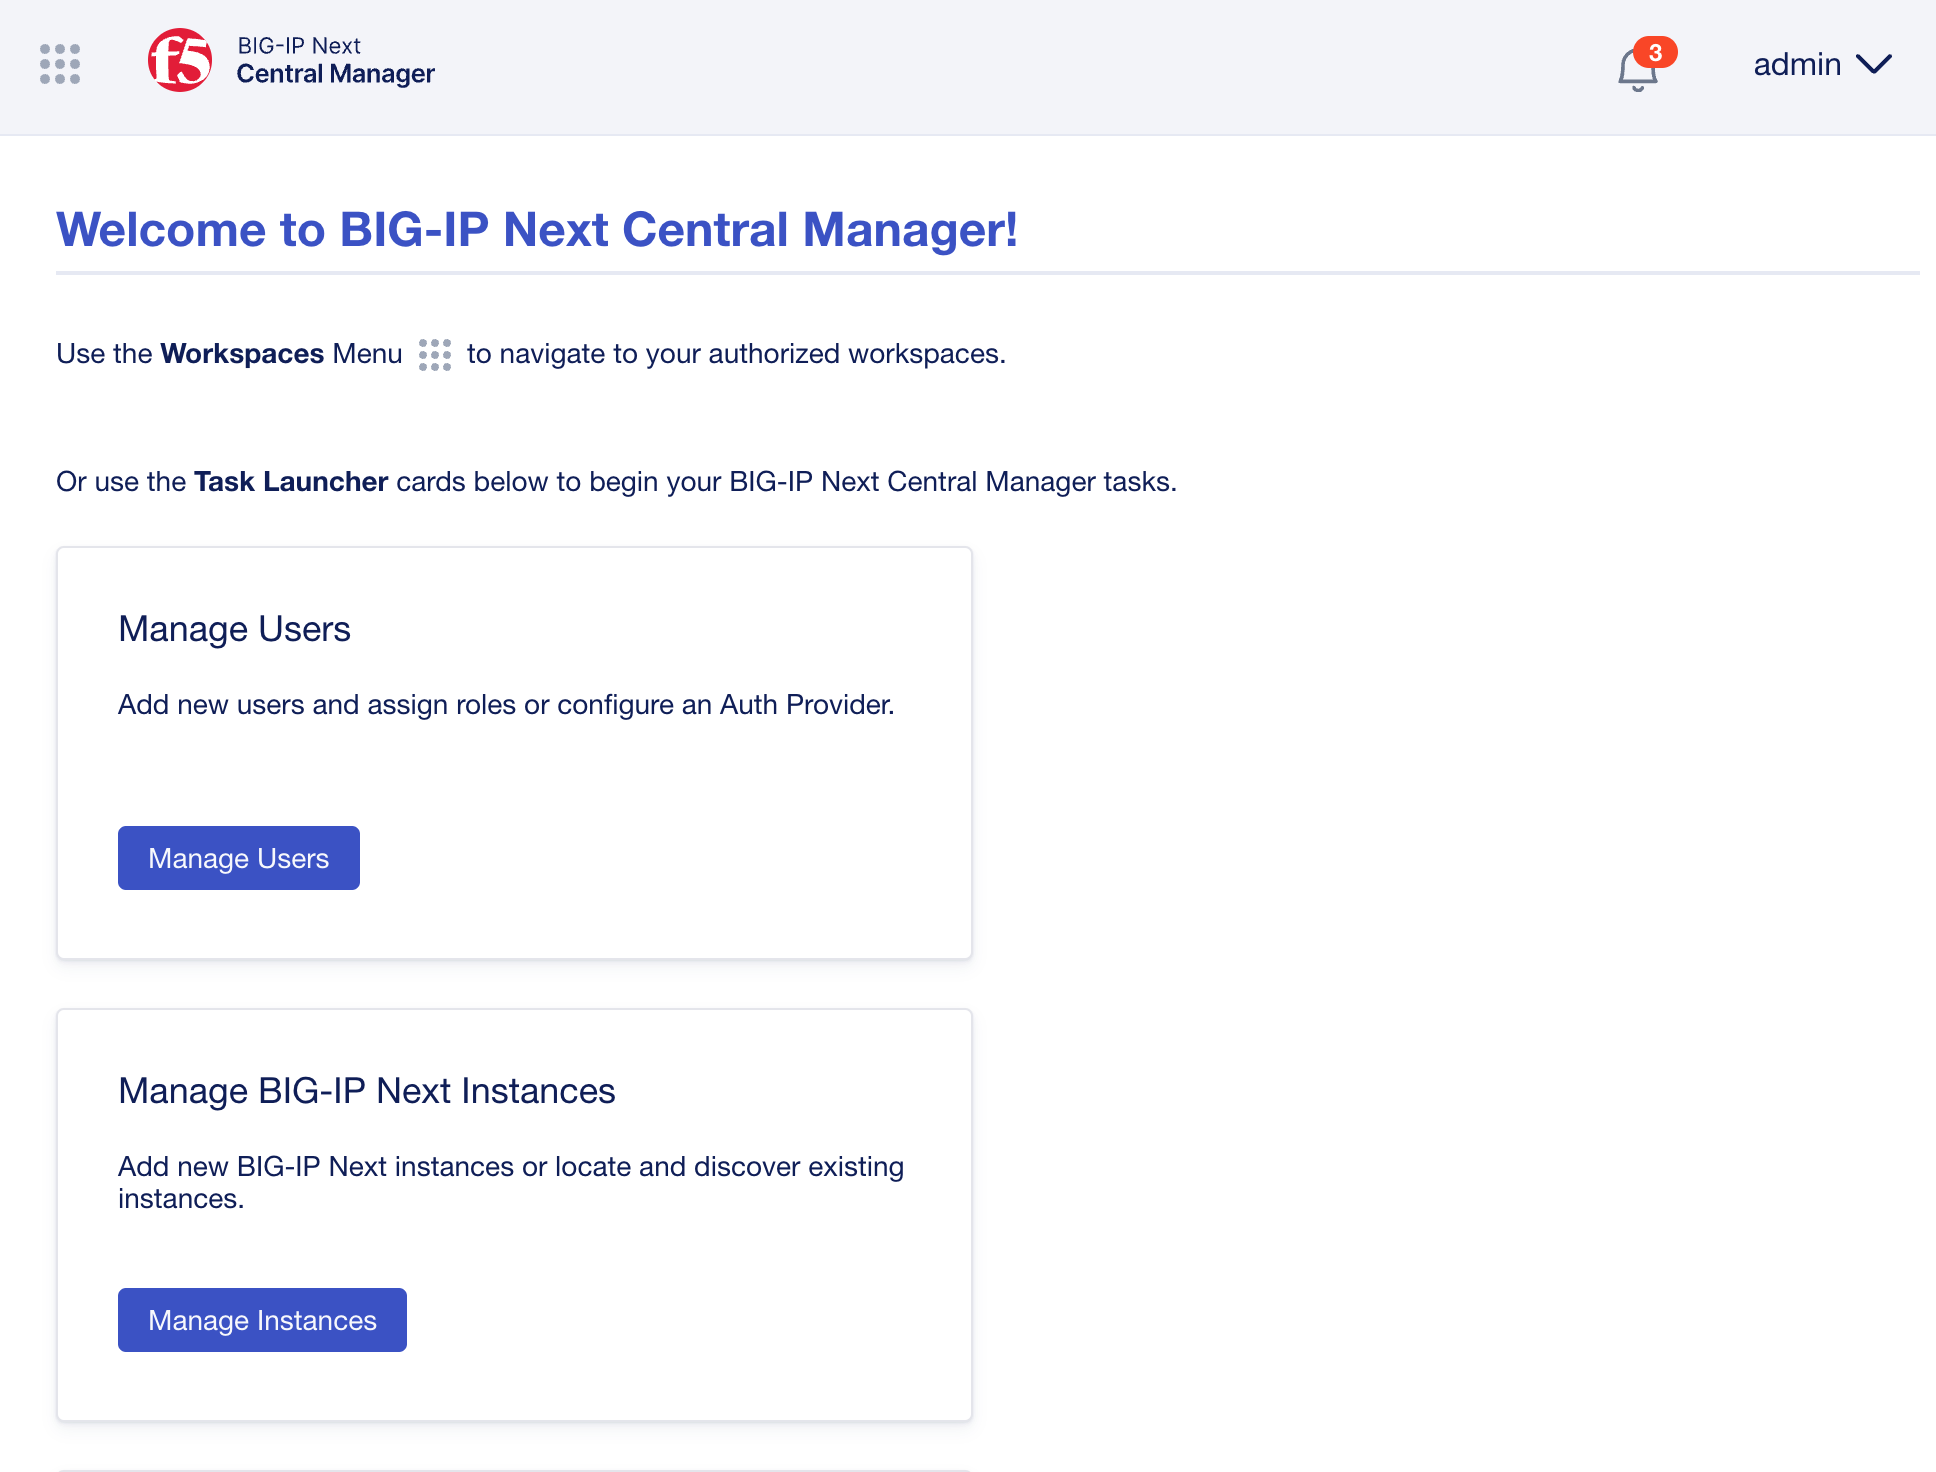 f5
BIG-IP Next
Central Manager
3
admin
Welcome to BIG-IP Next Central Manager!
Use the Workspaces Menu to navigate to your authorized workspaces.
Or use the Task Launcher cards below to begin your BIG-IP Next Central Manager tasks.
Manage Users
Add new users and assign roles or configure an Auth Provider.
Manage Users
Manage BIG-IP Next Instances
Add new BIG-IP Next instances or locate and discover existing
instances.
Manage Instances